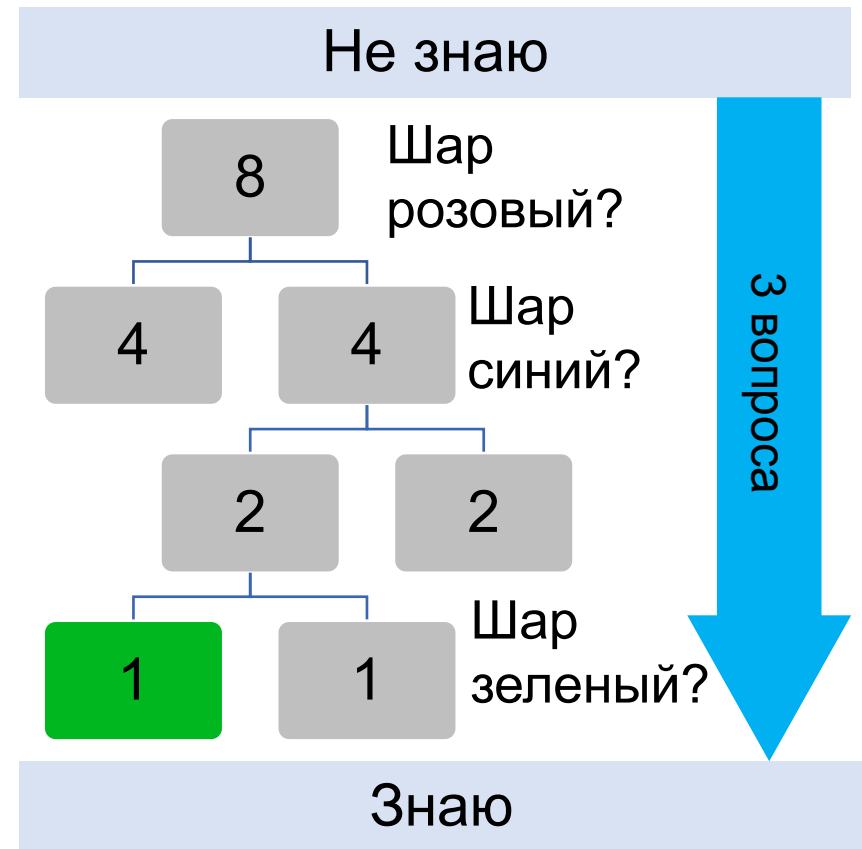 Не знаю
8
Шар
розовый?
4
4
Шар
синий?
3 вопроса
2
2
1
1
Шар
зеленый?
Знаю